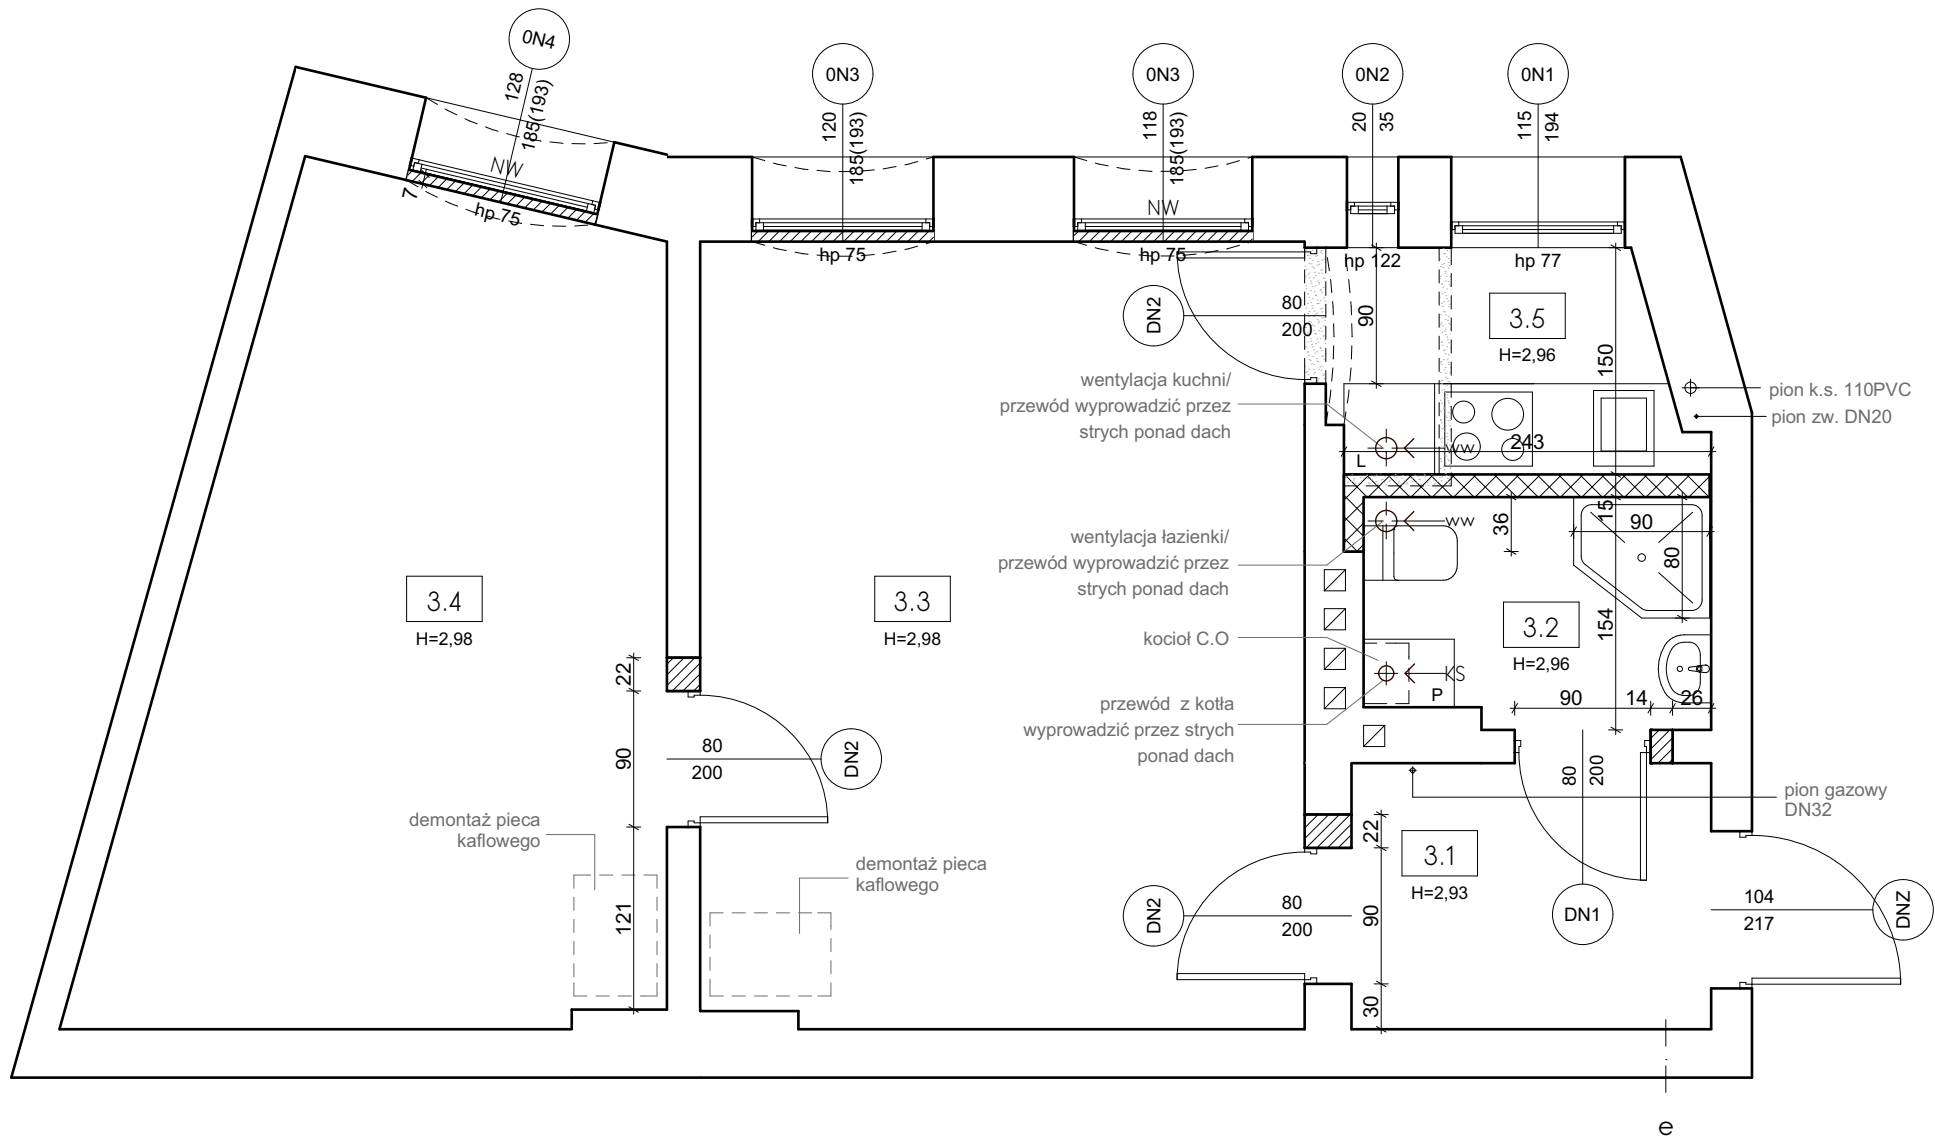 0N4
0N3
0N3
0N2
0N1
128
185(193)
120
185(193)
118
185(193)
20
35
115
194
NW
NW
7
hp 75
hp 75
hp 75
hp 122
hp 77
DN2
80
200
90
3.5
H=2,96
150
wentylacja kuchni/
przewód wyprowadzić przez
strych ponad dach
pion k.s. 110PVC
pion zw. DN20
WW
243
L
15
36
WW
90
80
wentylacja łazienki/
przewód wyprowadzić przez
strych ponad dach
3.4
H=2,98
3.3
H=2,98
3.2
H=2,96
154
kocioł C.O
KS
P
22
90
14
26
przewód z kotła
wyprowadzić przez strych
ponad dach
90
80
200
DN2
80
200
pion gazowy
DN32
demontaż pieca
kaflowego
demontaż pieca
kaflowego
22
3.1
H=2,93
121
DN2
80
200
90
DN1
104
217
DNZ
30
e